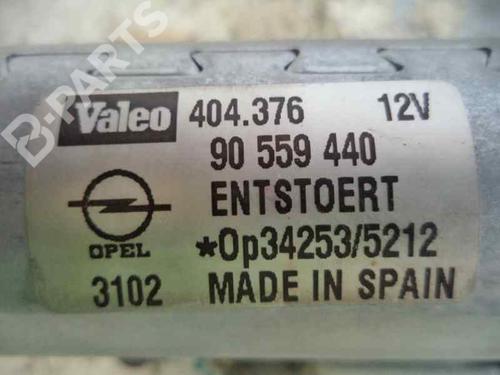 B-PARTS
Valeo 404.376 12V
90 559 440
ENTSTOERT
OPEL *Op34253/5212
3102 MADE IN SPAIN